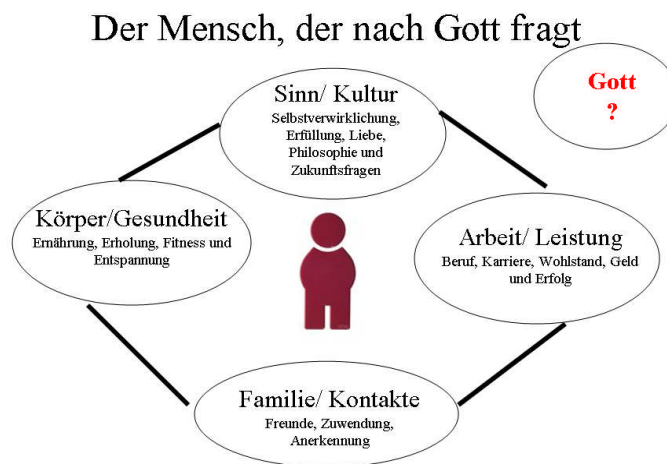 Der Mensch, der nach Gott fragt
Gott
?
Sinn/ Kultur
Selbstverwirklichung,
Erfüllung, Liebe,
Philosophie und
Zukunftsfragen
Körper/Gesundheit
Ernährung, Erholung, Fitness und
Entspannung
Arbeit/ Leistung
Beruf, Karriere, Wohlstand, Geld
und Erfolg
Familie/ Kontakte
Freunde, Zuwendung,
Anerkennung